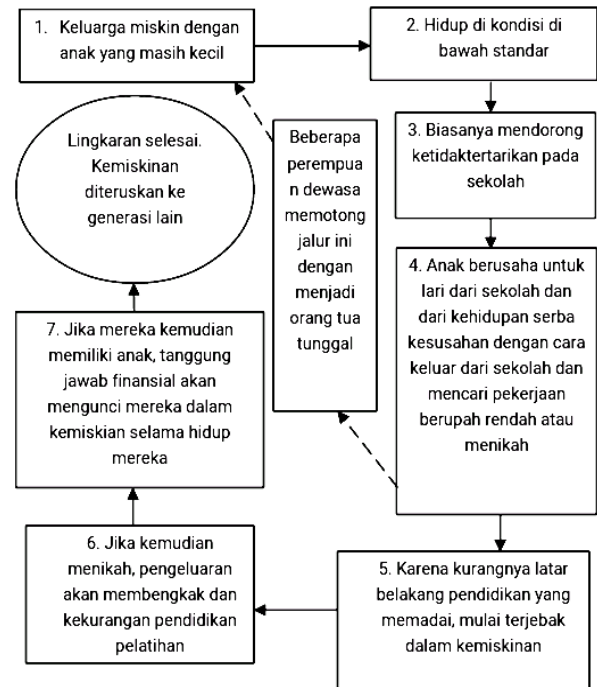 1. Keluarga miskin dengan
anak yang masih kecil
2. Hidup di kondisi di
bawah standar
3. Biasanya mendorong
ketidaktertarikan pada
sekolah
4. Anak berusaha untuk
lari dari sekolah dan
dari kehidupan serba
kesusahan dengan cara
keluar dari sekolah dan
mencari pekerjaan
berupah rendah atau
menikah
5. Karena kurangnya latar
belakang pendidikan yang
memadai, mulai terjebak
dalam kemiskinan
6. Jika kemudian
menikah, pengeluaran
akan membengkak dan
kekurangan pendidikan
pelatihan
7. Jika mereka kemudian
memiliki anak, tanggung
jawab finansial akan
mengunci mereka dalam
kemiskian selama hidup
mereka
Lingkaran selesai.
Kemiskinan
diteruskan ke
generasi lain
Beberapa
perempua
n dewasa
memotong
jalur ini
dengan
menjadi
orang tua
tunggal